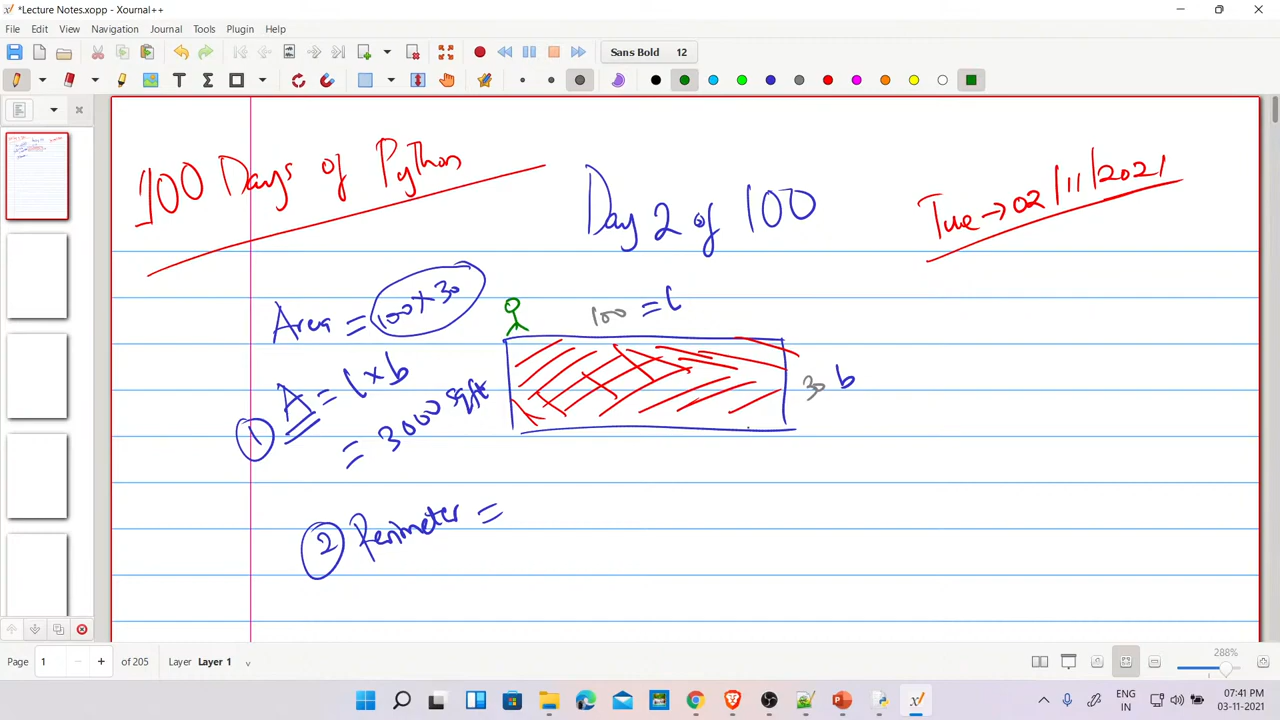 *Lecture Notes.xopp - Xournal++
File Edit View Navigation Journal Tools Plugin Help
Sans Bold 12
100 Days of Python
Day 2 of 100
Tue → 02/11/2021
Area = 100 x 30
100 = l
30 b
① A = l x b
= 3000 sqft
② Perimeter =
Page 1 of 205 Layer Layer 1
288%
ENG
IN
07:41 PM
03-11-2021